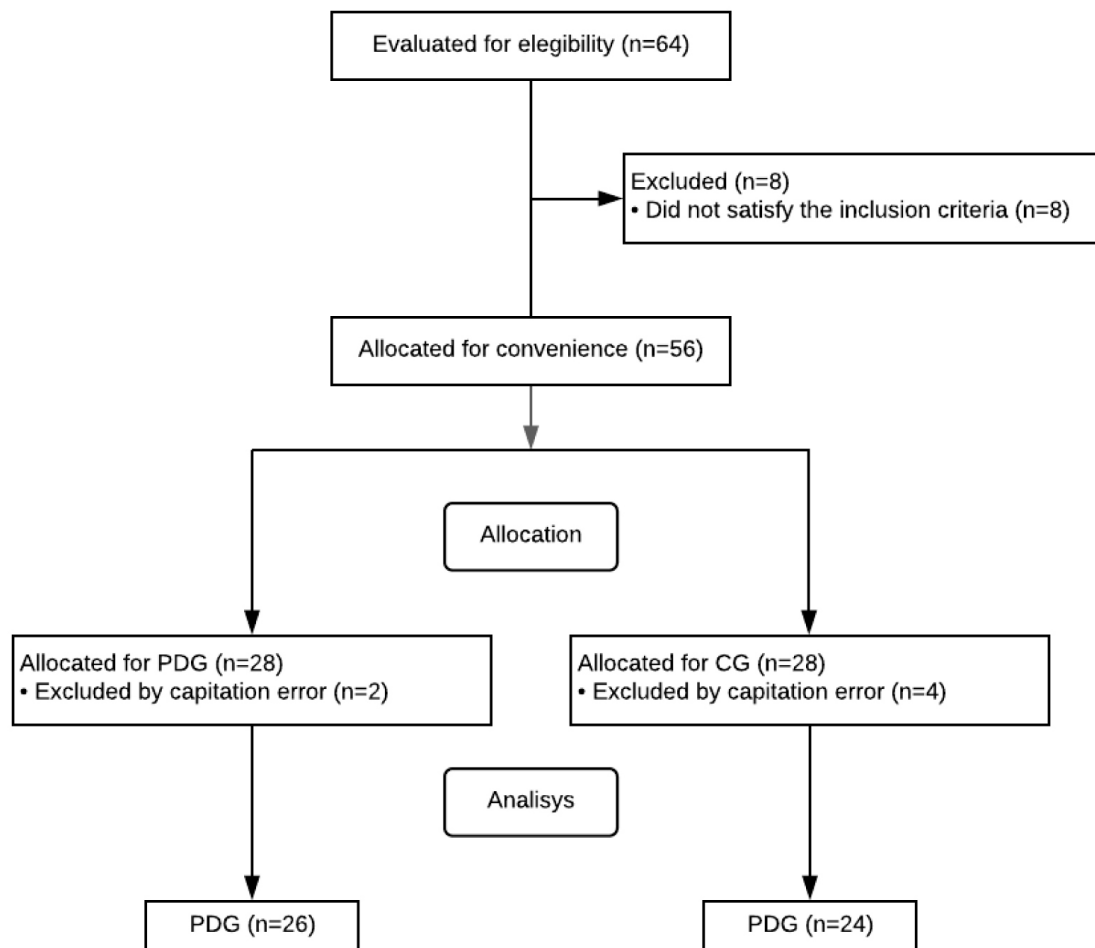 Evaluated for elegibility (n=64)
Excluded (n=8)
• Did not satisfy the inclusion criteria (n=8)
Allocated for convenience (n=56)
Allocation
Allocated for PDG (n=28)
• Excluded by capitation error (n=2)
Allocated for CG (n=28)
• Excluded by capitation error (n=4)
Analisys
PDG (n=26)
PDG (n=24)